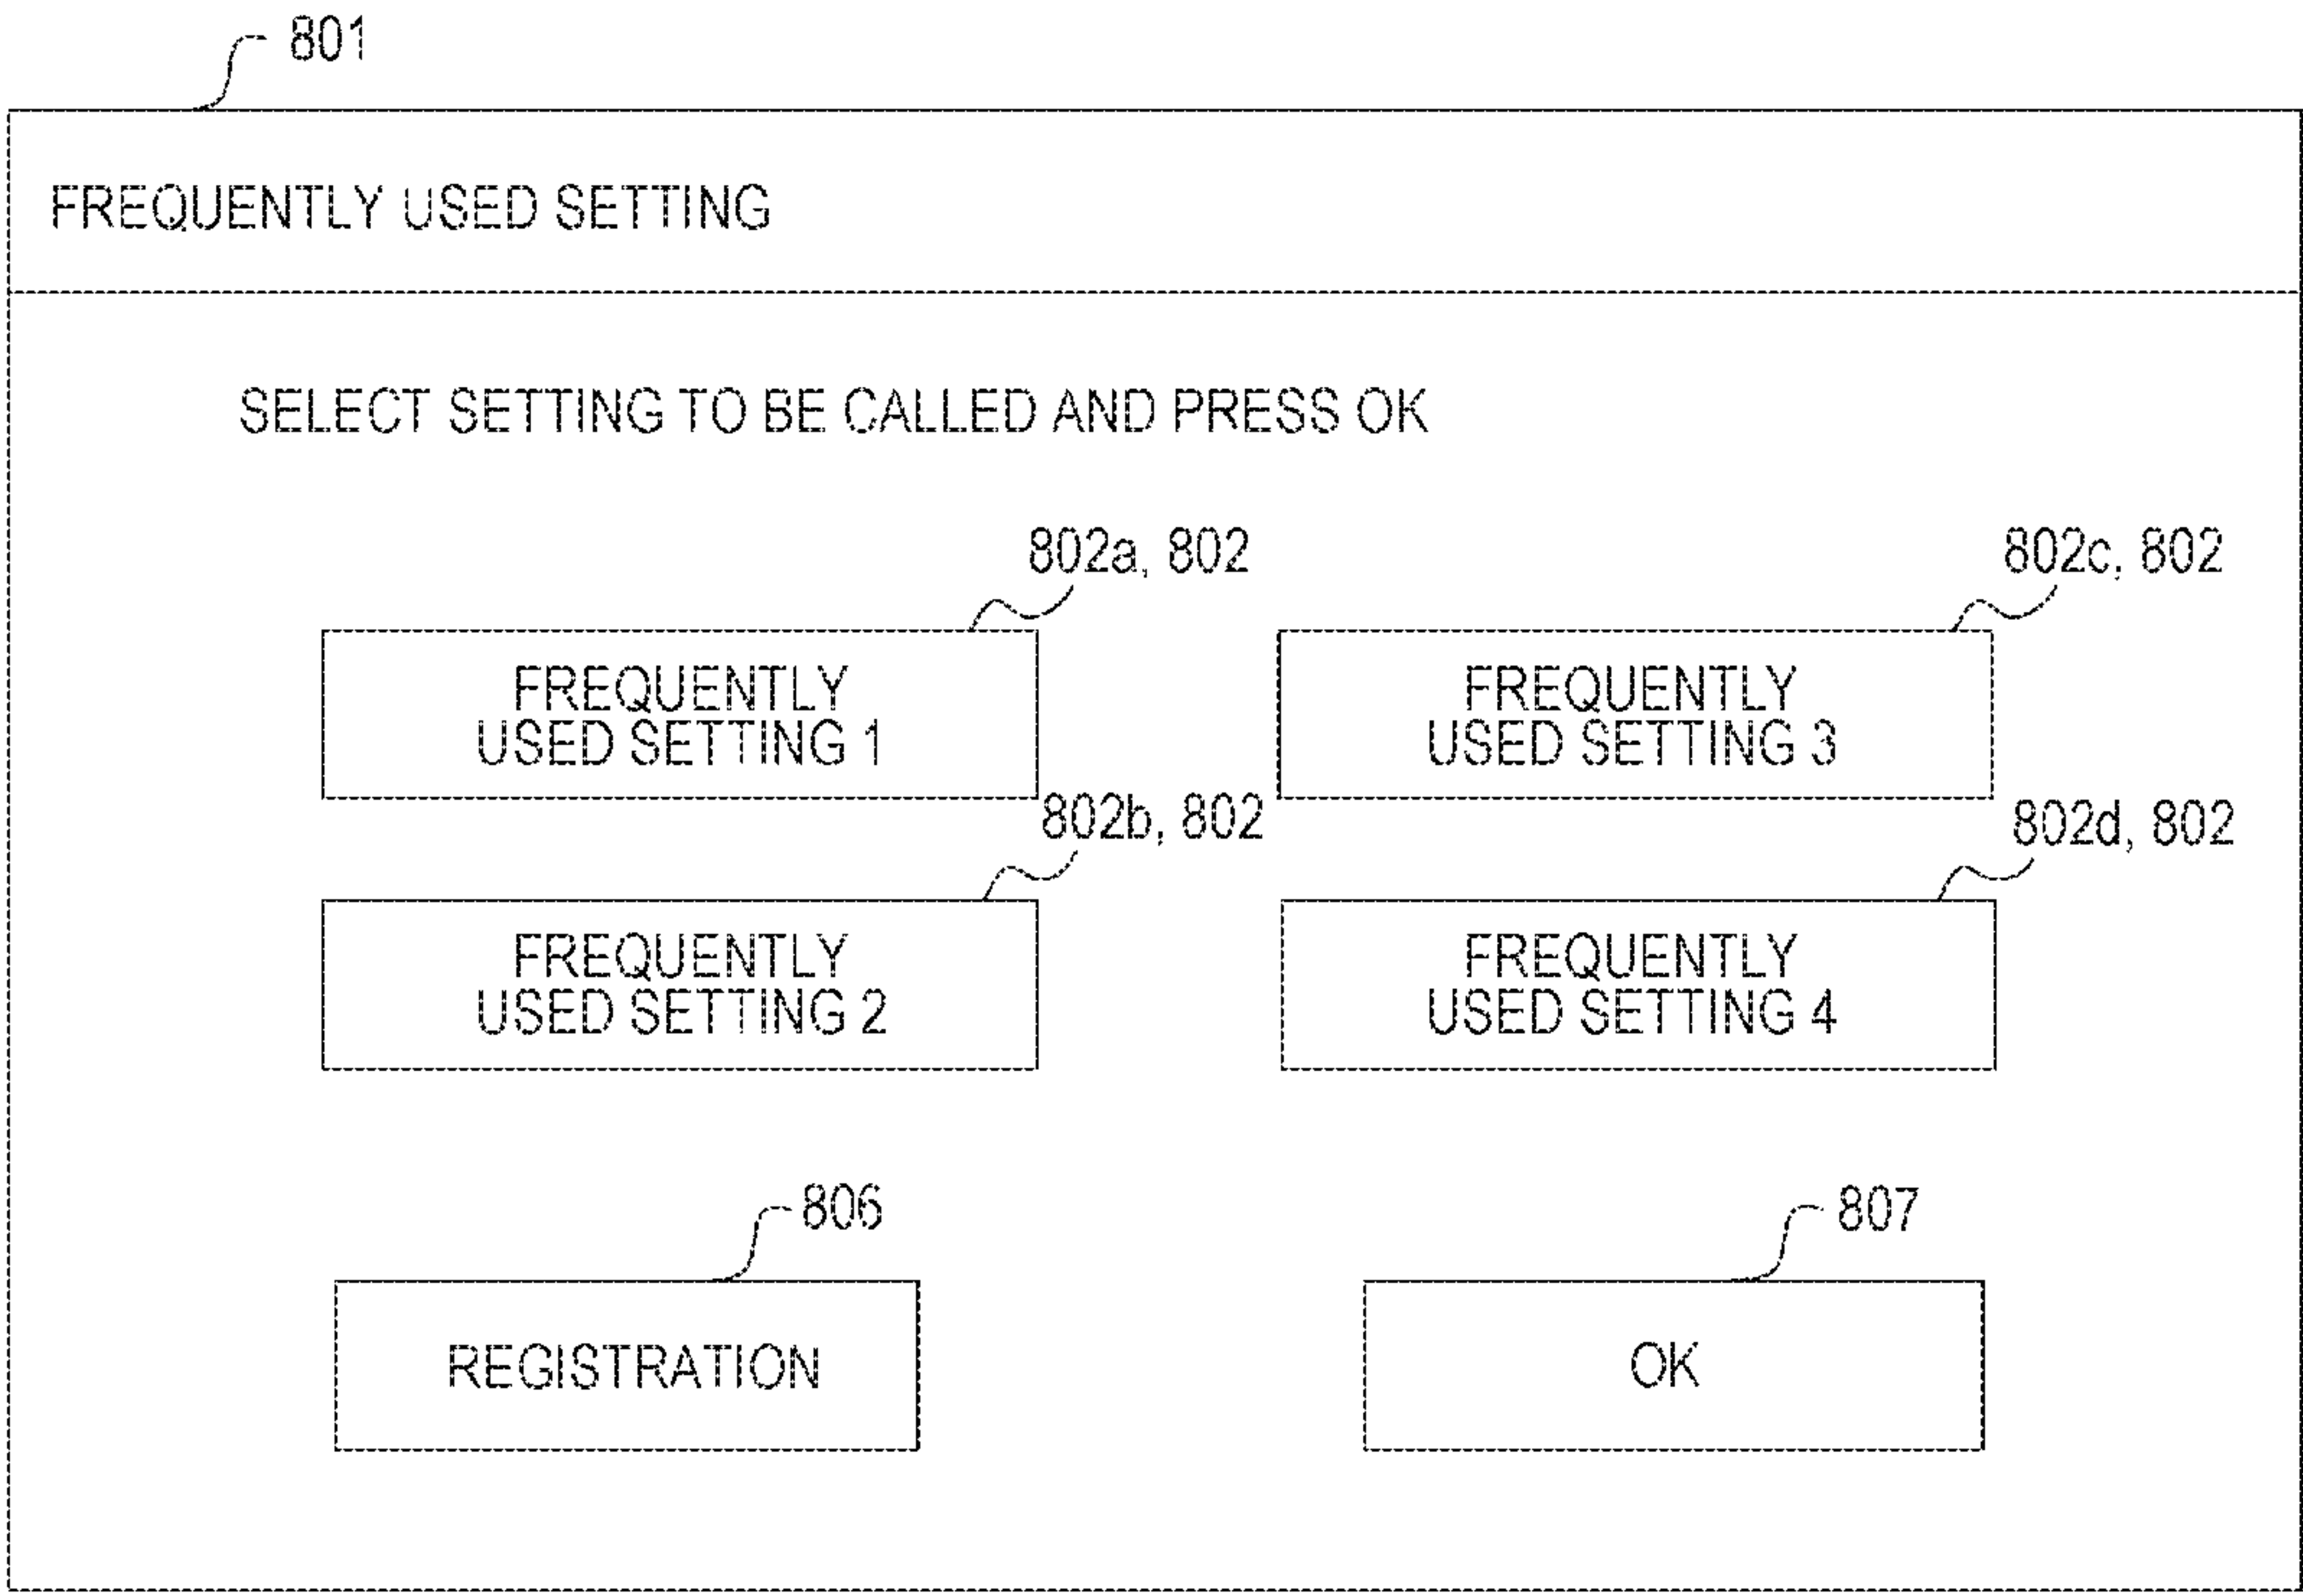 801
FREQUENTLY USED SETTING
SELECT SETTING TO BE CALLED AND PRESS OK
802a, 802
FREQUENTLY
USED SETTING 1
802c, 802
FREQUENTLY
USED SETTING 3
802b, 802
FREQUENTLY
USED SETTING 2
802d, 802
FREQUENTLY
USED SETTING 4
806
REGISTRATION
807
OK